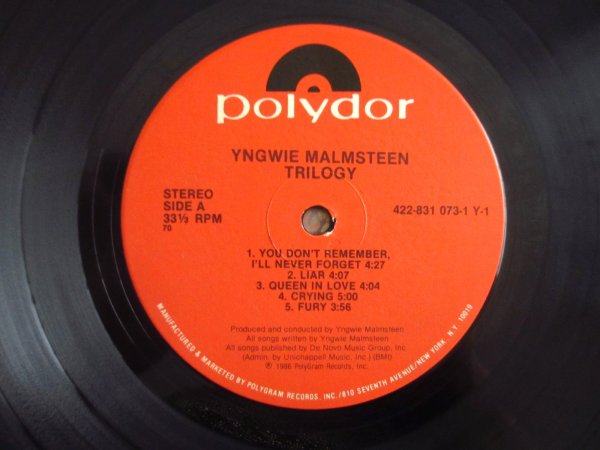 polydor
YNGWIE MALMSTEEN
TRILOGY
STEREO
SIDE A
33⅓ RPM
70
422-831 073-1 Y-1
1. YOU DON'T REMEMBER,
I'LL NEVER FORGET 4:27
2. LIAR 4:07
3. QUEEN IN LOVE 4:04
4. CRYING 5:00
5. FURY 3:56
Produced and conducted by Yngwie Malmsteen
All songs written by Yngwie Malmsteen
All songs published by De Novo Music Group, Inc
(Admin. by Unichappell Music, Inc.) (BMI)
℗ 1986 PolyGram Records, Inc.
MANUFACTURED & MARKETED BY POLYGRAM RECORDS, INC./810 SEVENTH AVENUE/NEW YORK, N.Y. 10019